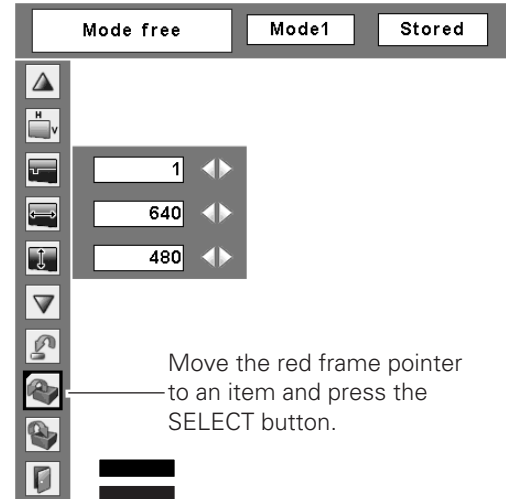 Mode free Mode1 Stored
H
V
1
640
480
Move the red frame pointer
to an item and press the
SELECT button.